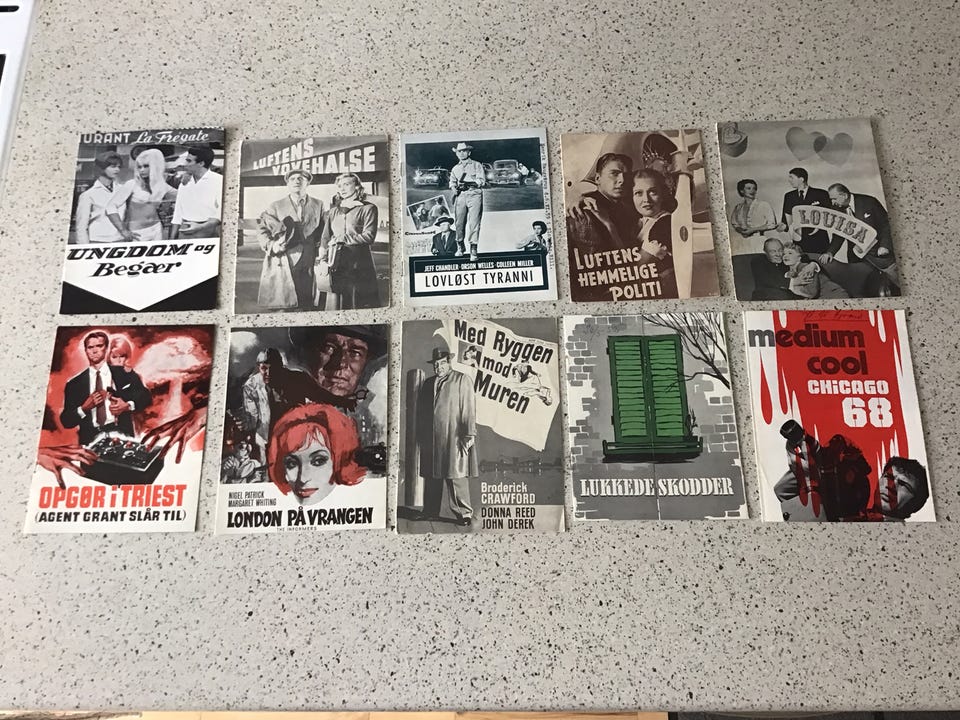 URANT La Frégate
UNGDOM og
Begær
LUFTENS
VOVEHALSE
JEFF CHANDLER · ORSON WELLES · COLLEEN MILLER
LOVLØST TYRANNI
LUFTENS
HEMMELIGE
POLITI
LOUISA
OPGØR i TRIEST
(AGENT GRANT SLÅR TIL)
NIGEL PATRICK
MARGARET WHITING
LONDON PÅ VRANGEN
THE INFORMERS
Med Ryggen
mod
Muren
Broderick
CRAWFORD
DONNA REED
JOHN DEREK
LUKKEDE SKODDER
medium
cool
CHICAGO
68